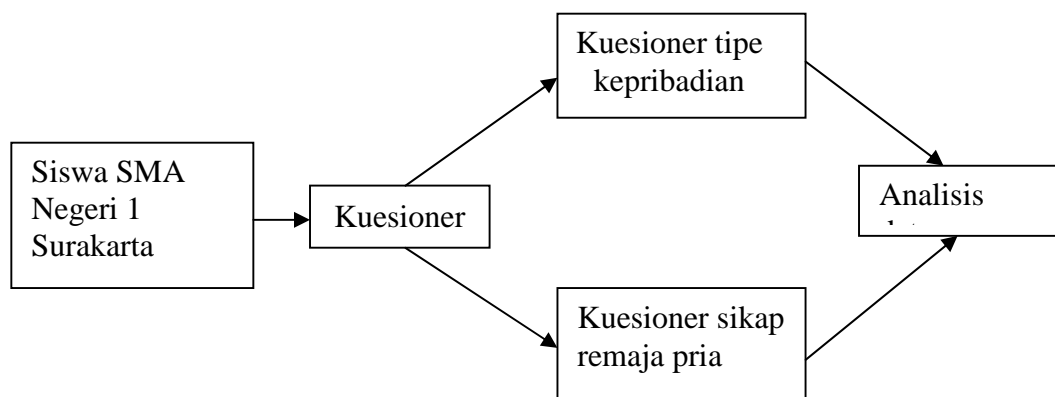 Siswa SMA
Negeri 1
Surakarta
Kuesioner
Kuesioner tipe
kepribadian
Kuesioner sikap
remaja pria
Analisis